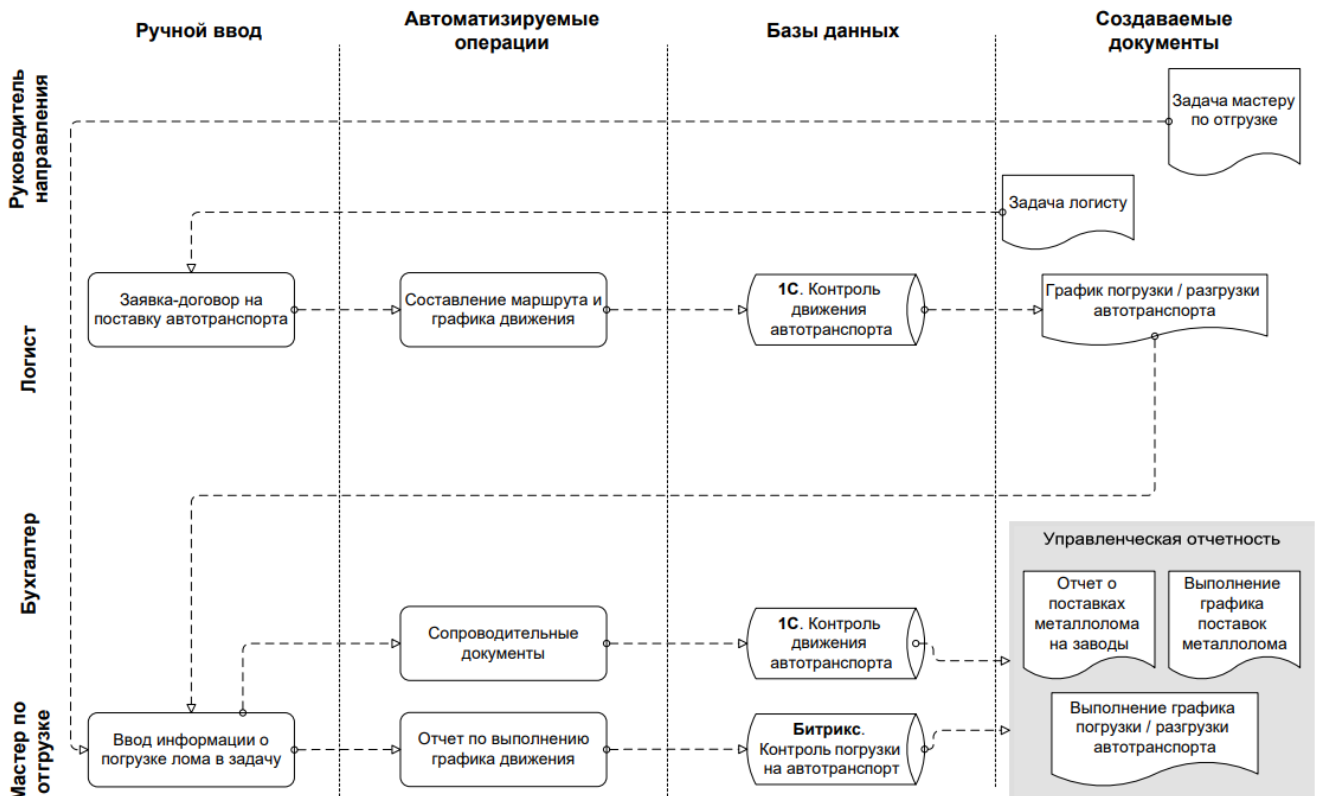 Ручной ввод
Автоматизируемые
операции
Базы данных
Создаваемые
документы
Руководитель
направления
Задача мастеру
по отгрузке
Задача логисту
Логист
Заявка-договор на
поставку автотранспорта
Составление маршрута и
графика движения
1С. Контроль
движения
автотранспорта
График погрузки / разгрузки
автотранспорта
Бухгалтер
Сопроводительные
документы
1С. Контроль
движения
автотранспорта
Управленческая отчетность
Отчет о
поставках
металлолома
на заводы
Выполнение
графика
поставок
металлолома
Мастер по
отгрузке
Ввод информации о
погрузке лома в задачу
Отчет по выполнению
графика движения
Битрикс.
Контроль погрузки
на автотранспорт
Выполнение графика
погрузки / разгрузки
автотранспорта